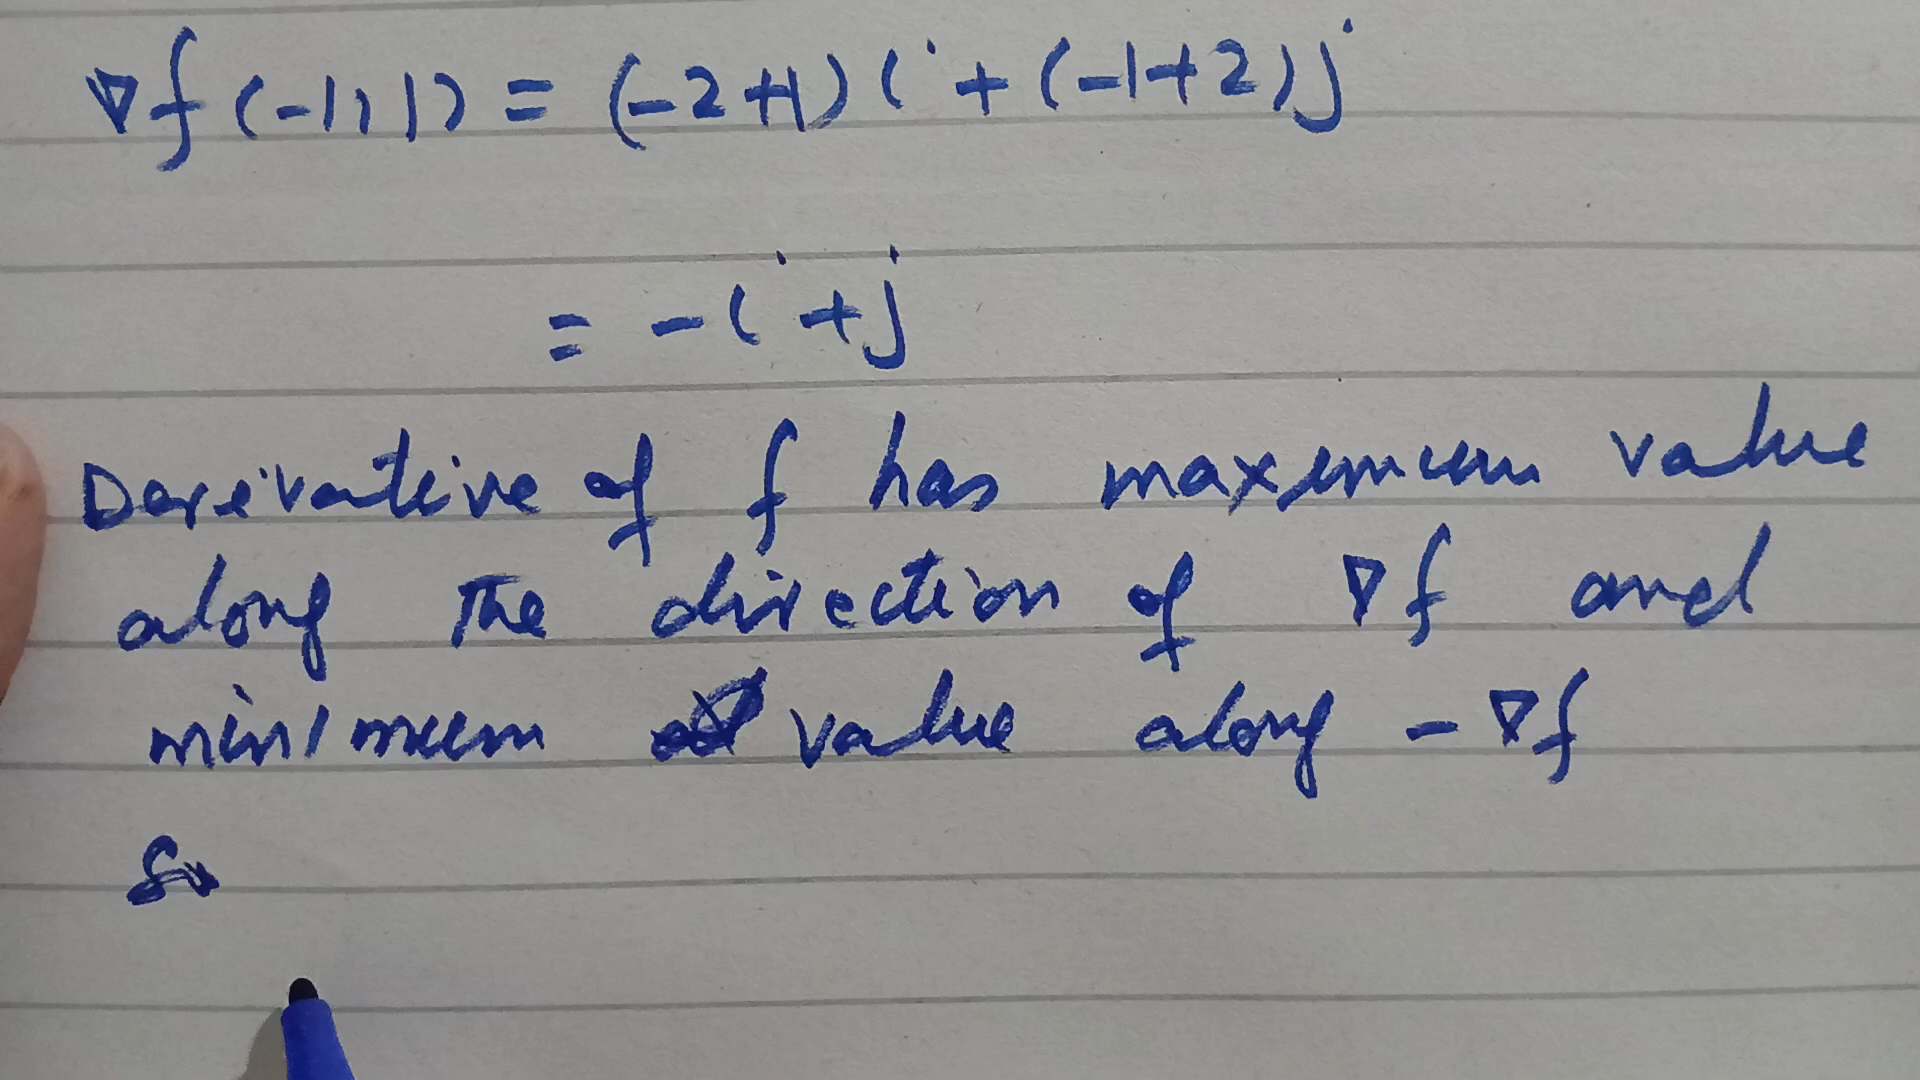 ∇f(-1,1) = (-2+1)i + (-1+2)j
= -i+j
Derivative of f has maximum value
along the direction of ∇f and
minimum value along -∇f
So